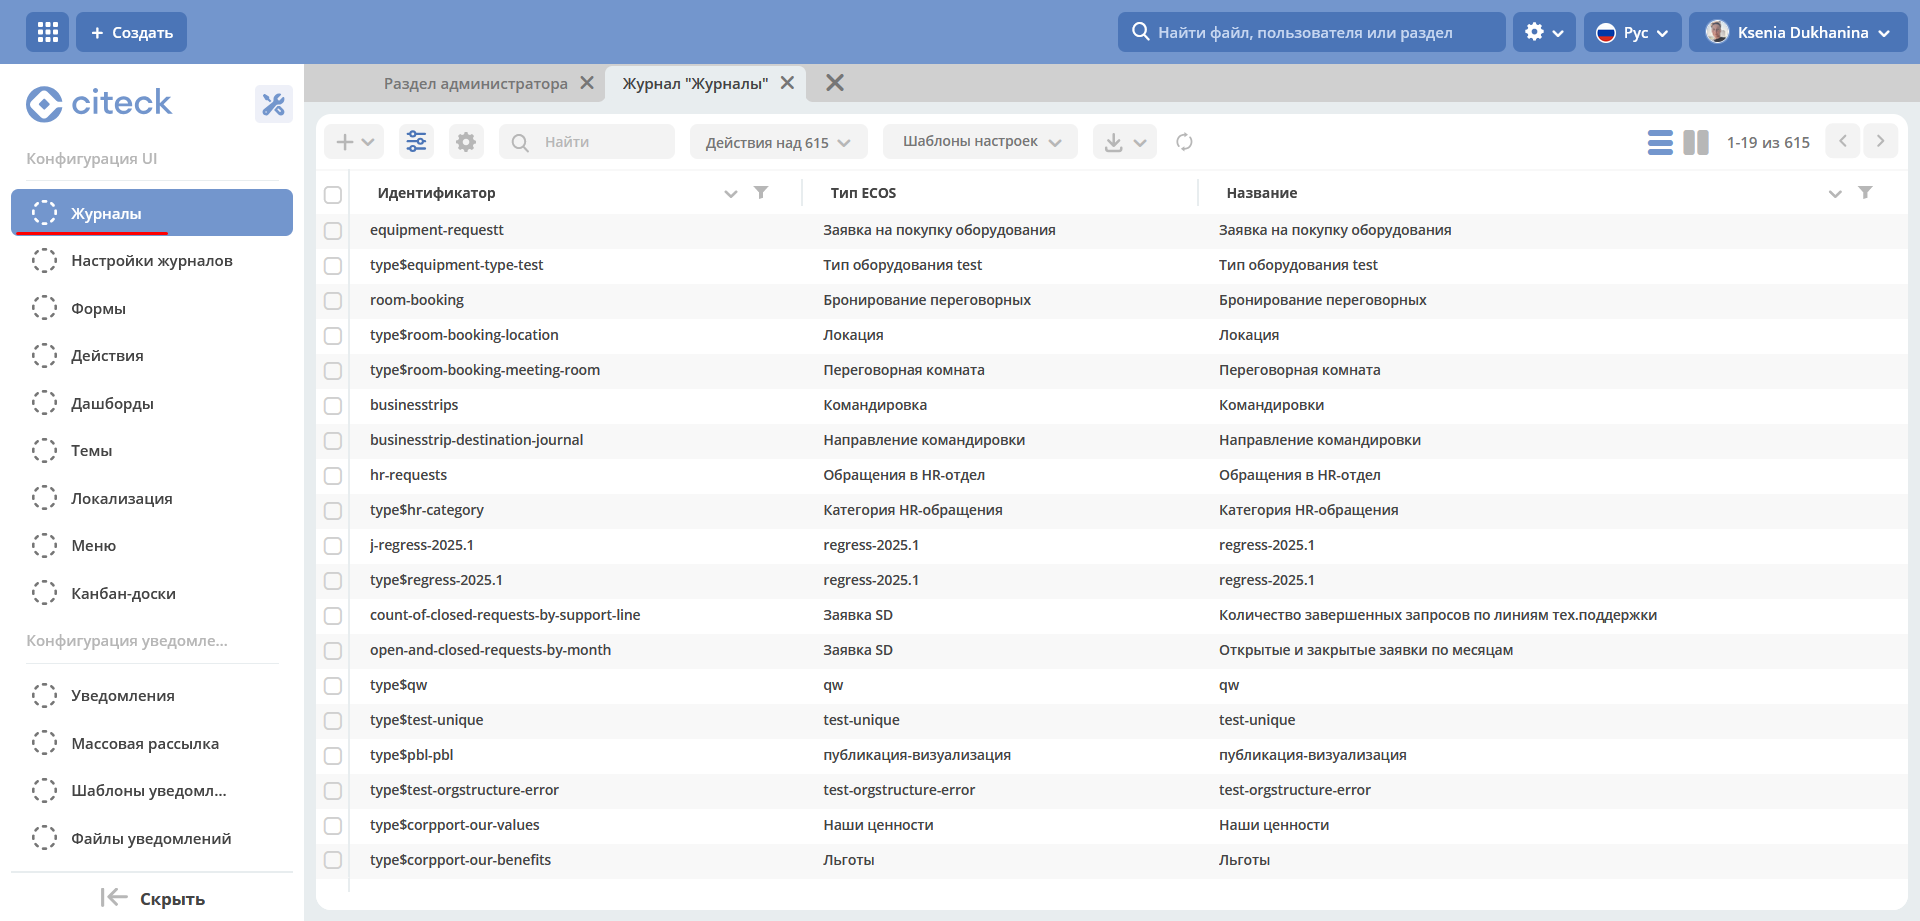 + Создать
Найти файл, пользователя или раздел
Рус
Ksenia Dukhanina
citeck
Конфигурация UI
Журналы
Настройки журналов
Формы
Действия
Дашборды
Темы
Локализация
Меню
Канбан-доски
Конфигурация уведомле...
Уведомления
Массовая рассылка
Шаблоны уведомл...
Файлы уведомлений
Скрыть
Раздел администратора
Журнал "Журналы"
Найти
Действия над 615
Шаблоны настроек
1-19 из 615
Идентификатор Тип ECOS Название
equipment-requestt Заявка на покупку оборудования Заявка на покупку оборудования
type$equipment-type-test Тип оборудования test Тип оборудования test
room-booking Бронирование переговорных Бронирование переговорных
type$room-booking-location Локация Локация
type$room-booking-meeting-room Переговорная комната Переговорная комната
businesstrips Командировка Командировки
businesstrip-destination-journal Направление командировки Направление командировки
hr-requests Обращения в HR-отдел Обращения в HR-отдел
type$hr-category Категория HR-обращения Категория HR-обращения
j-regress-2025.1 regress-2025.1 regress-2025.1
type$regress-2025.1 regress-2025.1 regress-2025.1
count-of-closed-requests-by-support-line Заявка SD Количество завершенных запросов по линиям тех.поддержки
open-and-closed-requests-by-month Заявка SD Открытые и закрытые заявки по месяцам
type$qw qw qw
type$test-unique test-unique test-unique
type$pbl-pbl публикация-визуализация публикация-визуализация
type$test-orgstructure-error test-orgstructure-error test-orgstructure-error
type$corpport-our-values Наши ценности Наши ценности
type$corpport-our-benefits Льготы Льготы